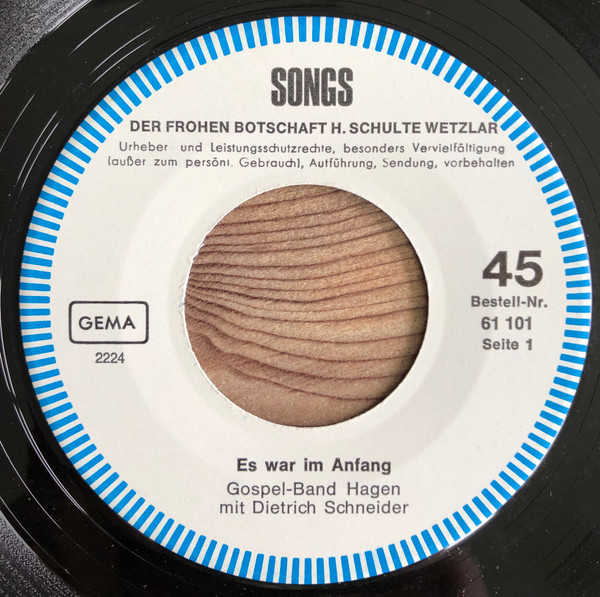 SONGS
DER FROHEN BOTSCHAFT H. SCHULTE WETZLAR
Urheber und Leistungsschutzrechte, besonders Vervielfältigung
(außer zum persönl. Gebrauch), Aufführung, Sendung, vorbehalten
45
Bestell-Nr.
61 101
Seite 1
GEMA
2224
Es war im Anfang
Gospel-Band Hagen
mit Dietrich Schneider